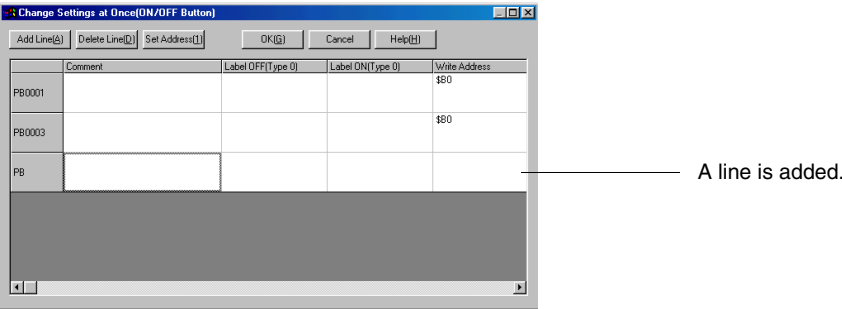 Change Settings at Once(ON/OFF Button)
Add Line(A) Delete Line(D) Set Address(1) OK(G) Cancel Help(H)
Comment Label OFF(Type 0) Label ON(Type 0) Write Address
PB0001 $B0
PB0003 $B0
PB
A line is added.